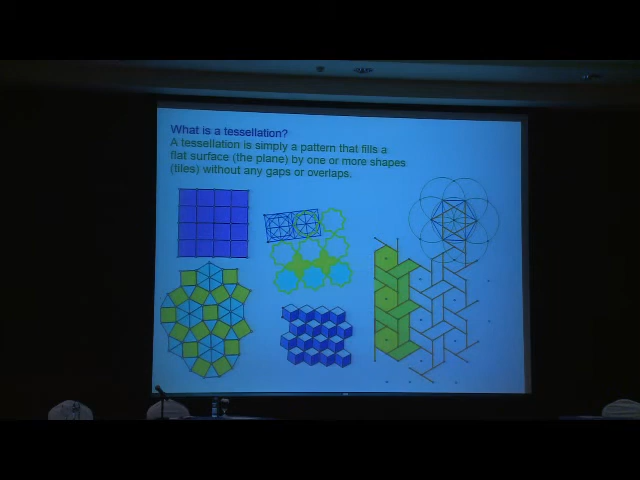 What is a tessellation?
A tessellation is simply a pattern that fills a
flat surface (the plane) by one or more shapes
(tiles) without any gaps or overlaps.